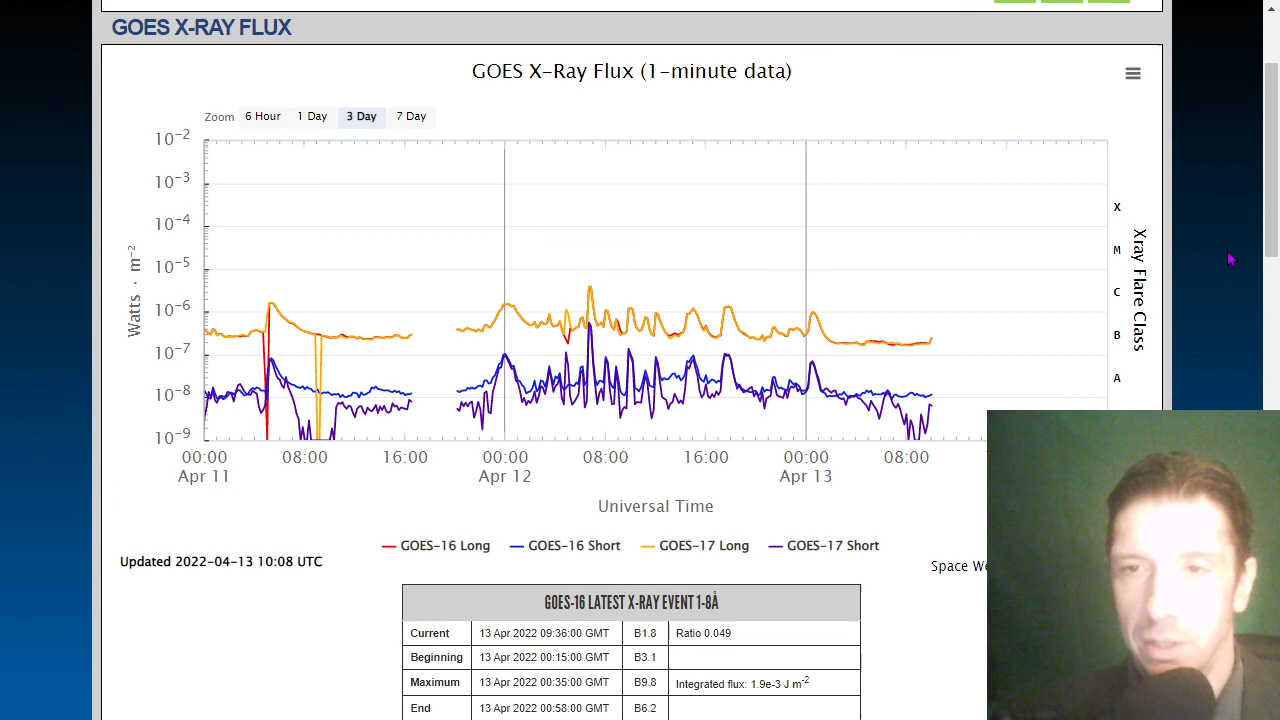 GOES X-RAY FLUX
GOES X-Ray Flux (1-minute data)
Zoom 6 Hour 1 Day 3 Day 7 Day
10-2
10-3
10-4
10-5
10-6
10-7
10-8
10-9
Watts · m-2
X
M
C
B
A
Xray Flare Class
00:00 08:00 16:00 00:00 08:00 16:00 00:00 08:00
Apr 11 Apr 12 Apr 13
Universal Time
GOES-16 Long GOES-16 Short GOES-17 Long GOES-17 Short
Updated 2022-04-13 10:08 UTC
Space We
GOES-16 LATEST X-RAY EVENT 1-8Å
Current 13 Apr 2022 09:36:00 GMT B1.8 Ratio 0.049
Beginning 13 Apr 2022 00:15:00 GMT B3.1
Maximum 13 Apr 2022 00:35:00 GMT B9.8 Integrated flux: 1.9e-3 J m-2
End 13 Apr 2022 00:58:00 GMT B6.2